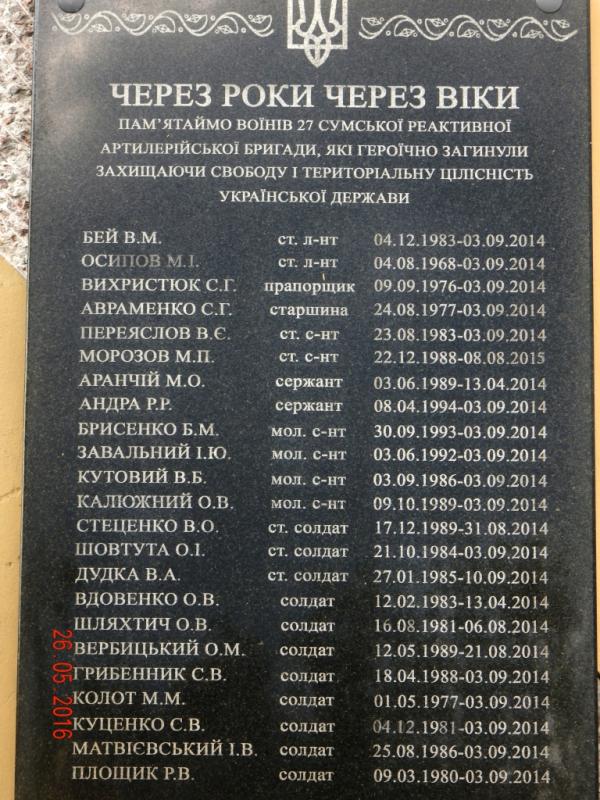 ЧЕРЕЗ РОКИ ЧЕРЕЗ ВІКИ
ПАМ'ЯТАЙМО ВОЇНІВ 27 СУМСЬКОЇ РЕАКТИВНОЇ
АРТИЛЕРІЙСЬКОЇ БРИГАДИ, ЯКІ ГЕРОЇЧНО ЗАГИНУЛИ
ЗАХИЩАЮЧИ СВОБОДУ І ТЕРИТОРІАЛЬНУ ЦІЛІСНІСТЬ
УКРАЇНСЬКОЇ ДЕРЖАВИ
БЕЙ В.М. ст. л-нт 04.12.1983-03.09.2014
ОСИПОВ М.І. ст. л-нт 04.08.1968-03.09.2014
ВИХРИСТЮК С.Г. прапорщик 09.09.1976-03.09.2014
АВРАМЕНКО С.Г. старшина 24.08.1977-03.09.2014
ПЕРЕЯСЛОВ В.Є. ст. с-нт 23.08.1983-03.09.2014
МОРОЗОВ М.П. ст. с-нт 22.12.1988-08.08.2015
АРАНЧІЙ М.О. сержант 03.06.1989-13.04.2014
АНДРА Р.Р. сержант 08.04.1994-03.09.2014
БРИСЕНКО Б.М. мол. с-нт 30.09.1993-03.09.2014
ЗАВАЛЬНИЙ І.Ю. мол. с-нт 03.06.1992-03.09.2014
КУТОВИЙ В.Б. мол. с-нт 03.09.1986-03.09.2014
КАЛЮЖНИЙ О.В. мол. с-нт 09.10.1989-03.09.2014
СТЕЦЕНКО В.О. ст. солдат 17.12.1989-31.08.2014
ШОВТУТА О.І. ст. солдат 21.10.1984-03.09.2014
ДУДКА В.А. ст. солдат 27.01.1985-10.09.2014
ВДОВЕНКО О.В. солдат 12.02.1983-13.04.2014
ШЛЯХТИЧ О.В. солдат 16.08.1981-06.08.2014
ВЕРБИЦЬКИЙ О.М. солдат 12.05.1989-21.08.2014
ГРИБЕННИК С.В. солдат 18.04.1988-03.09.2014
КОЛОТ М.М. солдат 01.05.1977-03.09.2014
КУЦЕНКО С.В. солдат 04.12.1981-03.09.2014
МАТВІЄВСЬКИЙ І.В. солдат 25.08.1986-03.09.2014
ПЛОЩИК Р.В. солдат 09.03.1980-03.09.2014
26.05.2016